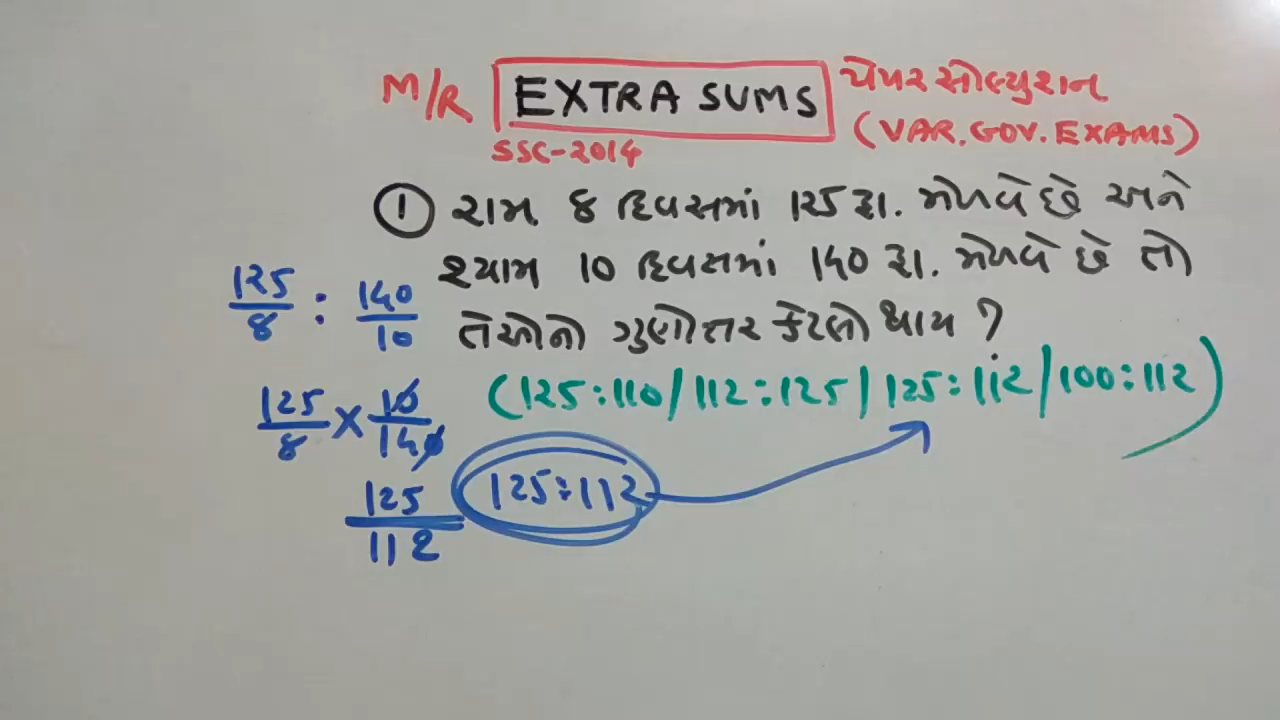 M/R EXTRA SUMS પેપર સોલ્યુશન
SSC-2014 (VAR. GOV. EXAMS)
① રામ 8 દિવસમાં 125 રૂા. મેળવે છે અને
શ્યામ 10 દિવસમાં 140 રૂા. મેળવે છે તો
તેઓનો ગુણોત્તર કેટલો થાય ?
(125:110/112:125/125:112/100:112)
125/8 : 140/10
125/8 × 10/140
125/112 125:112